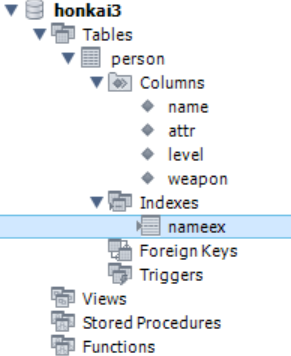 honkai3
Tables
person
Columns
name
attr
level
weapon
Indexes
nameex
Foreign Keys
Triggers
Views
Stored Procedures
Functions